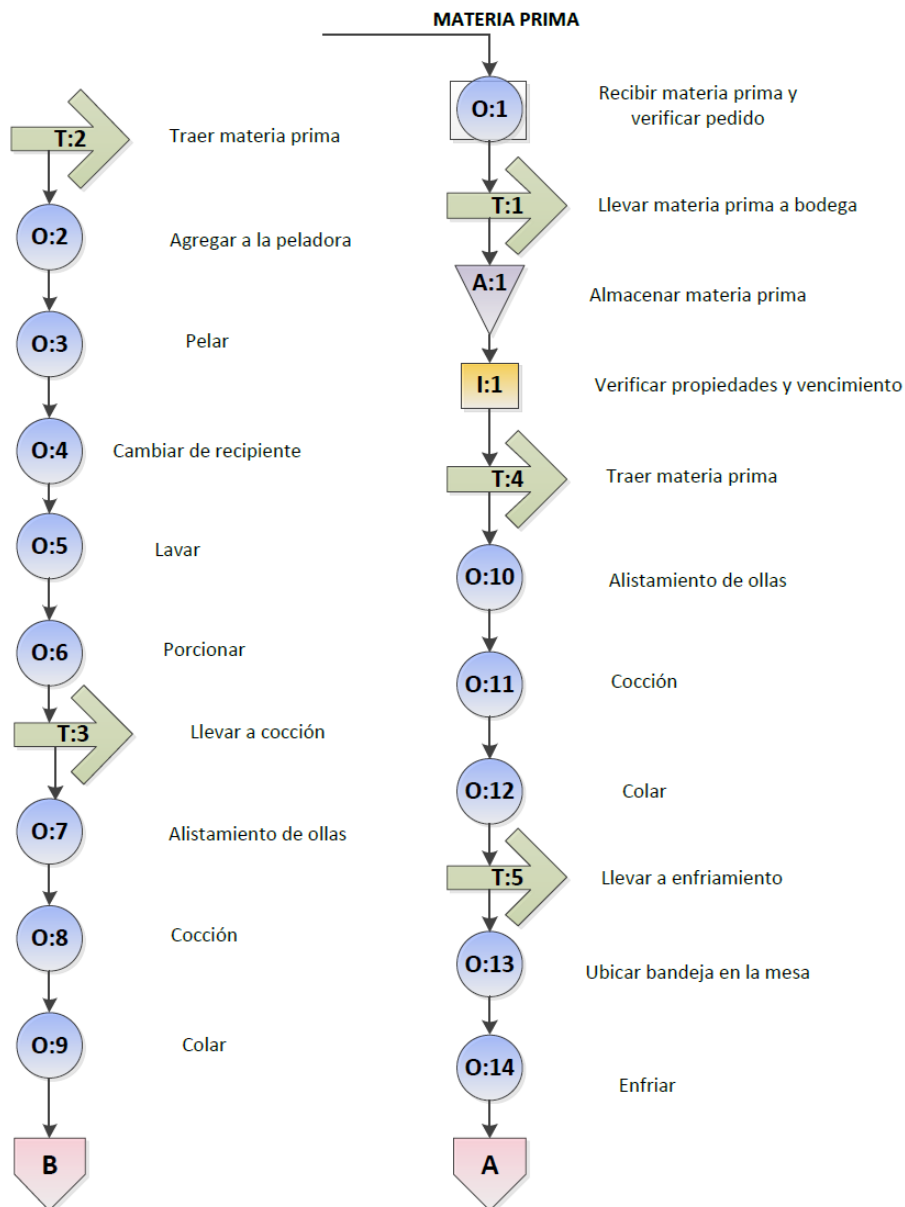 MATERIA PRIMA
O:1
Recibir materia prima y
verificar pedido
T:1
Llevar materia prima a bodega
A:1
Almacenar materia prima
I:1
Verificar propiedades y vencimiento
T:4
Traer materia prima
O:10
Alistamiento de ollas
O:11
Cocción
O:12
Colar
T:5
Llevar a enfriamiento
O:13
Ubicar bandeja en la mesa
O:14
Enfriar
A
T:2
Traer materia prima
O:2
Agregar a la peladora
O:3
Pelar
O:4
Cambiar de recipiente
O:5
Lavar
O:6
Porcionar
T:3
Llevar a cocción
O:7
Alistamiento de ollas
O:8
Cocción
O:9
Colar
B